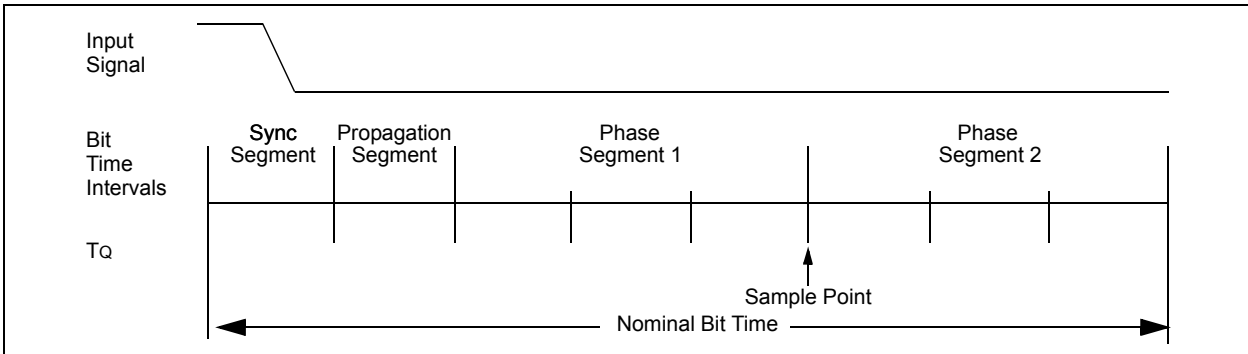 Input
Signal
Bit
Time
Intervals
Sync
Segment
Propagation
Segment
Phase
Segment 1
Phase
Segment 2
TQ
Sample Point
Nominal Bit Time